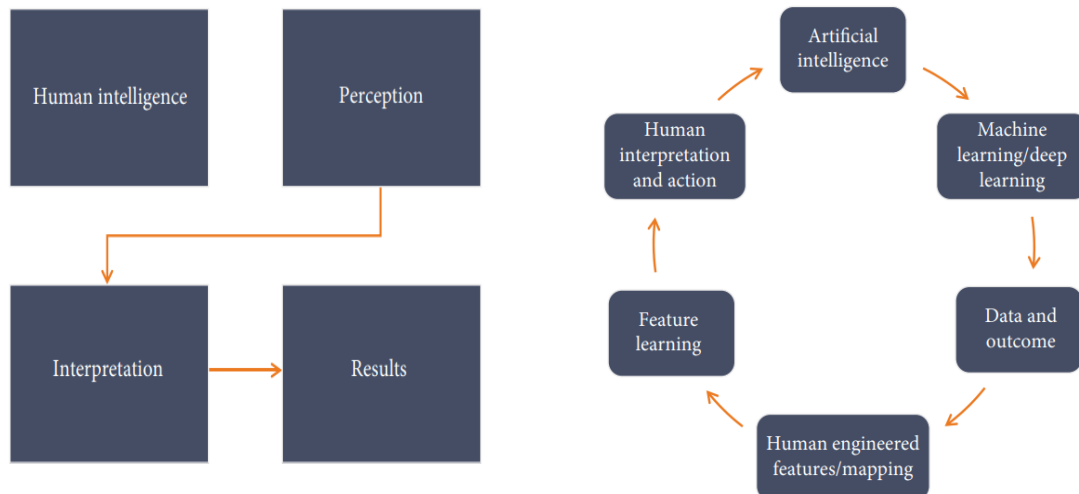 Human intelligence
Perception
Interpretation
Results
Artificial
intelligence
Machine
learning/deep
learning
Data and
outcome
Human engineered
features/mapping
Feature
learning
Human
interpretation
and action